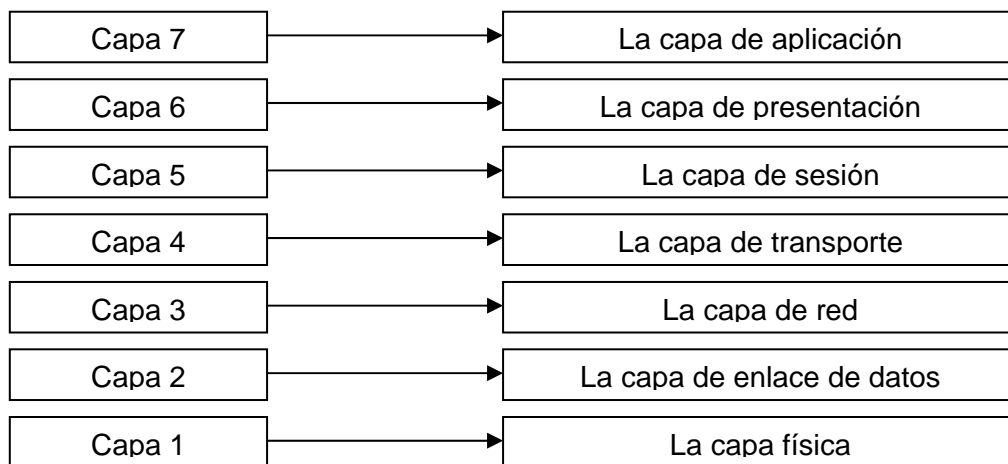 Capa 7 La capa de aplicación
Capa 6 La capa de presentación
Capa 5 La capa de sesión
Capa 4 La capa de transporte
Capa 3 La capa de red
Capa 2 La capa de enlace de datos
Capa 1 La capa física